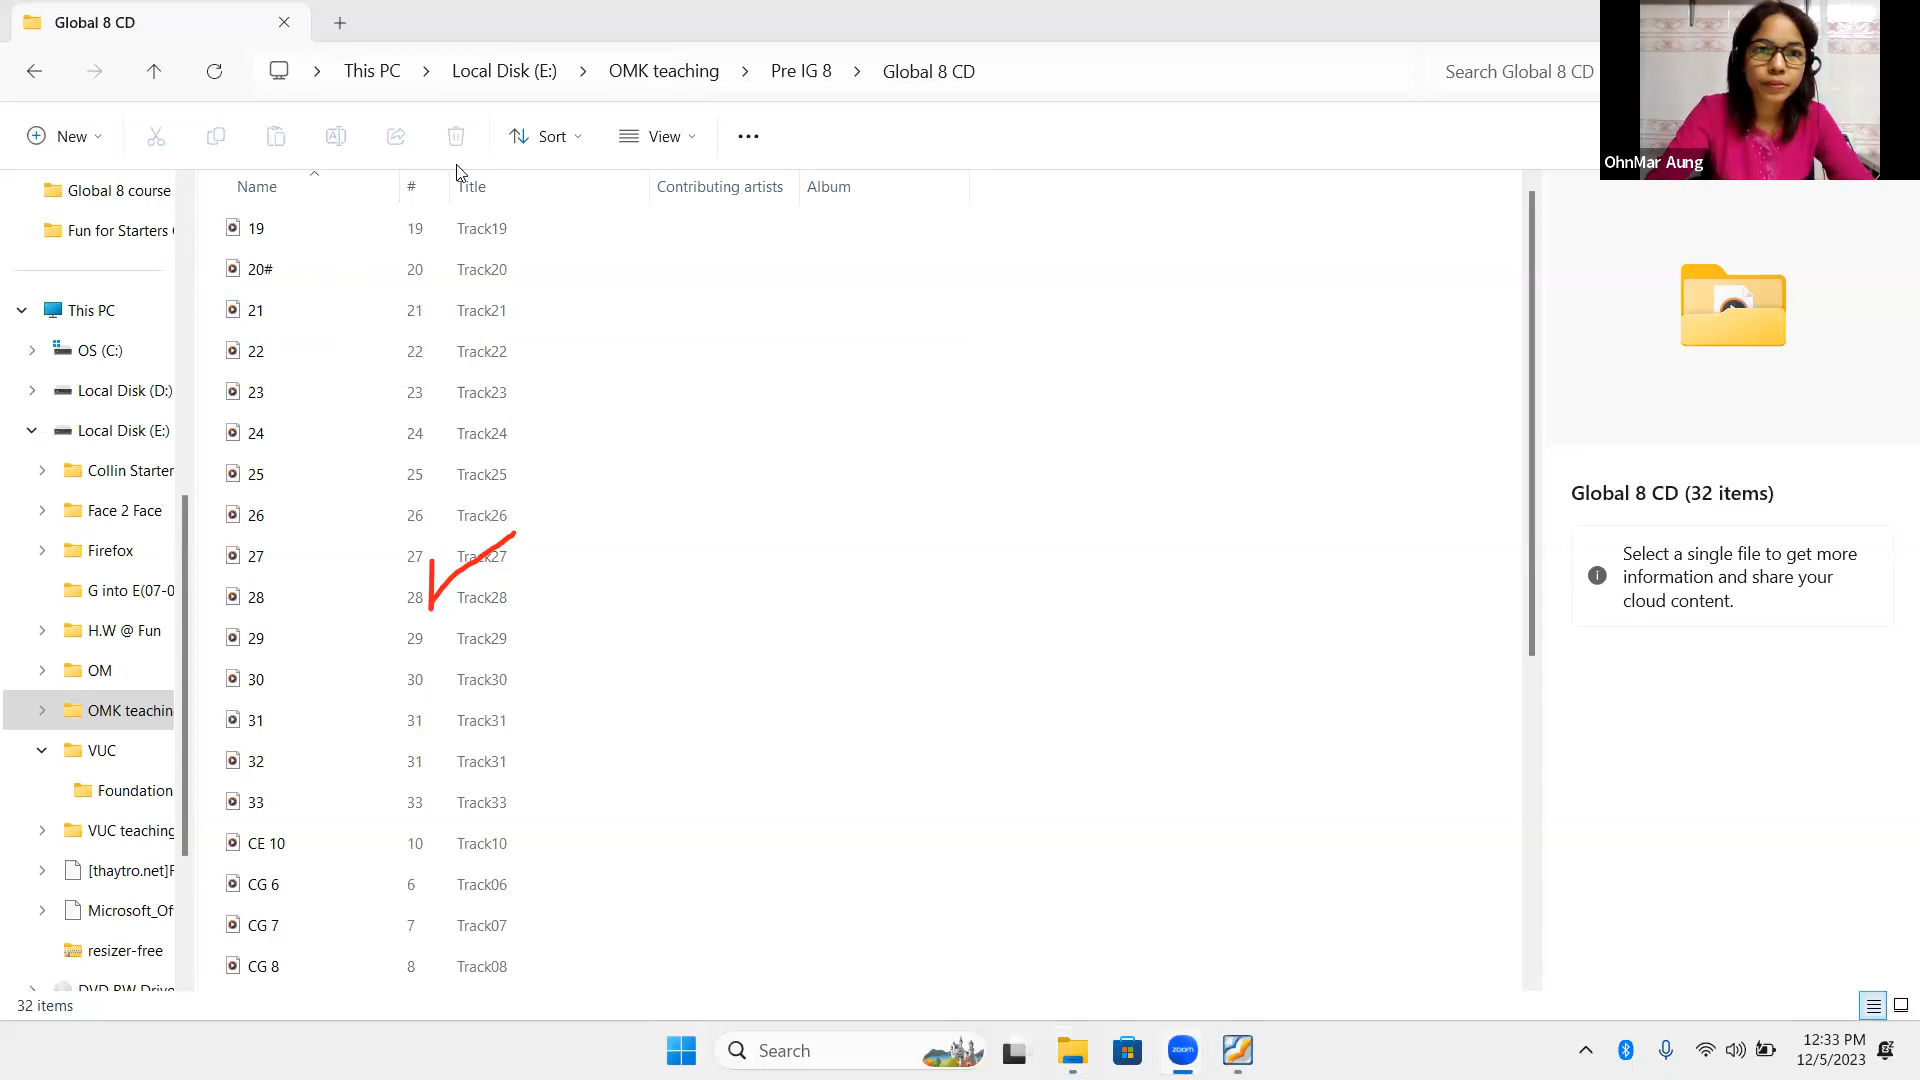 Global 8 CD
This PC > Local Disk (E:) > OMK teaching > Pre IG 8 > Global 8 CD
Search Global 8 CD
OhnMar Aung
New
Sort
View
Name # Title Contributing artists Album
Global 8 course
Fun for Starters
This PC
OS (C:)
Local Disk (D:)
Local Disk (E:)
Collin Starter
Face 2 Face
Firefox
G into E(07-0
H.W @ Fun
OM
OMK teachin
VUC
Foundation
VUC teaching
[thaytro.net]F
Microsoft_Of
resizer-free
DVD RW Drive
19 19 Track19
20# 20 Track20
21 21 Track21
22 22 Track22
23 23 Track23
24 24 Track24
25 25 Track25
26 26 Track26
27 27 Track27
28 28 Track28
29 29 Track29
30 30 Track30
31 31 Track31
32 31 Track31
33 33 Track33
CE 10 10 Track10
CG 6 6 Track06
CG 7 7 Track07
CG 8 8 Track08
Global 8 CD (32 items)
Select a single file to get more
information and share your
cloud content.
32 items
Search
zoom
12:33 PM
12/5/2023